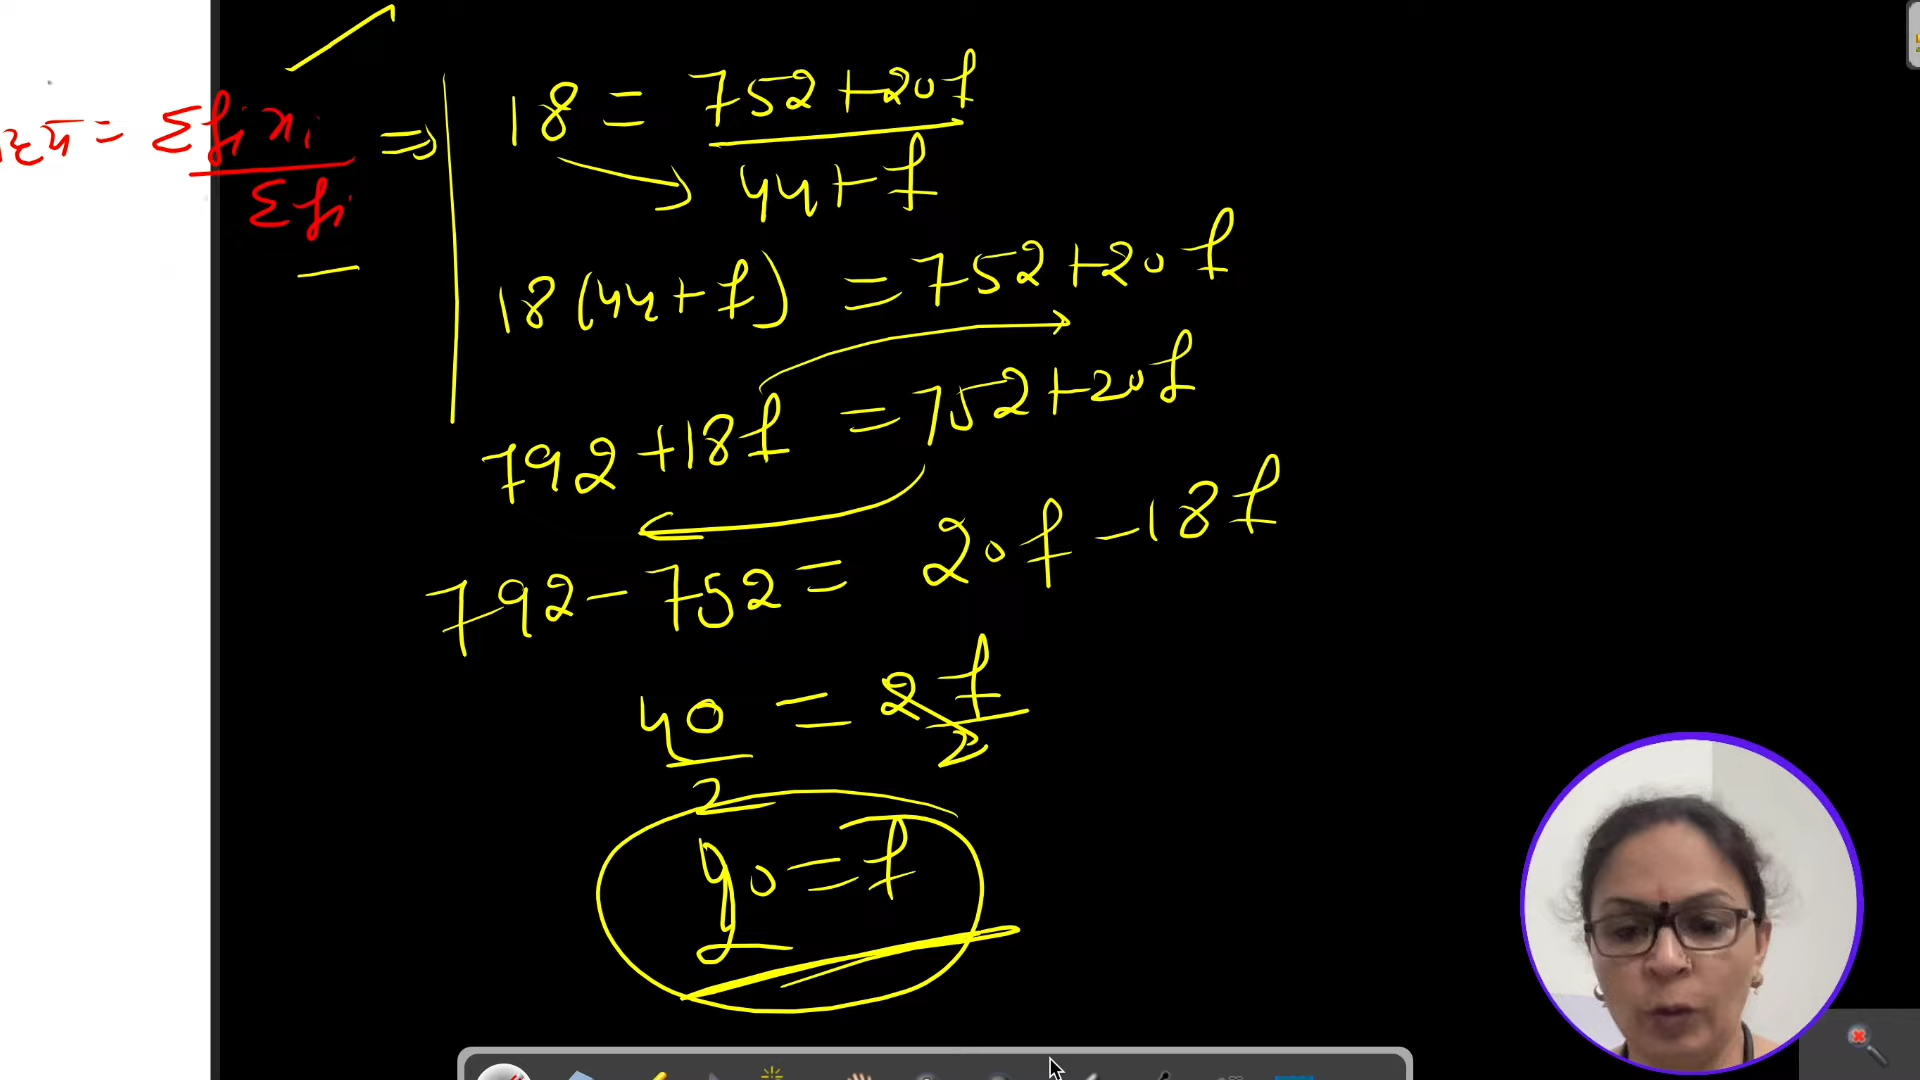 x̄ = Σfixi / Σfi ⇒
18 = 752+20f / 44+f
18(44+f) = 752+20f
792+18f = 752+20f
792-752 = 20f-18f
40/2 = 2f/2
20=f